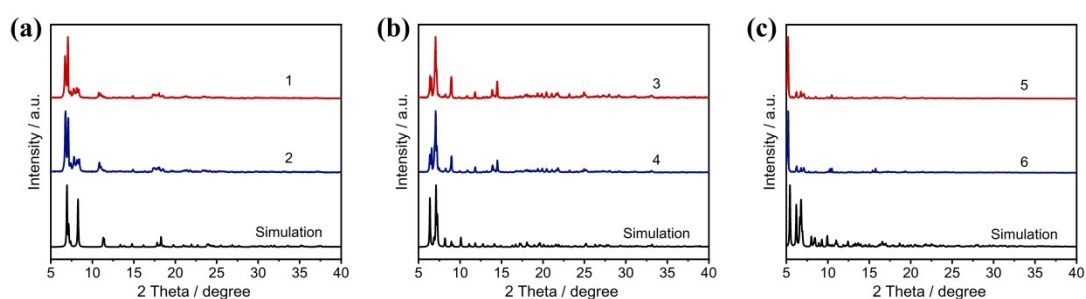 (a)
Intensity / a.u.
1
2
Simulation
5 10 15 20 25 30 35 40
2 Theta / degree
(b)
Intensity / a.u.
3
4
Simulation
5 10 15 20 25 30 35 40
2 Theta / degree
(c)
Intensity / a.u.
5
6
Simulation
5 10 15 20 25 30 35 40
2 Theta / degree